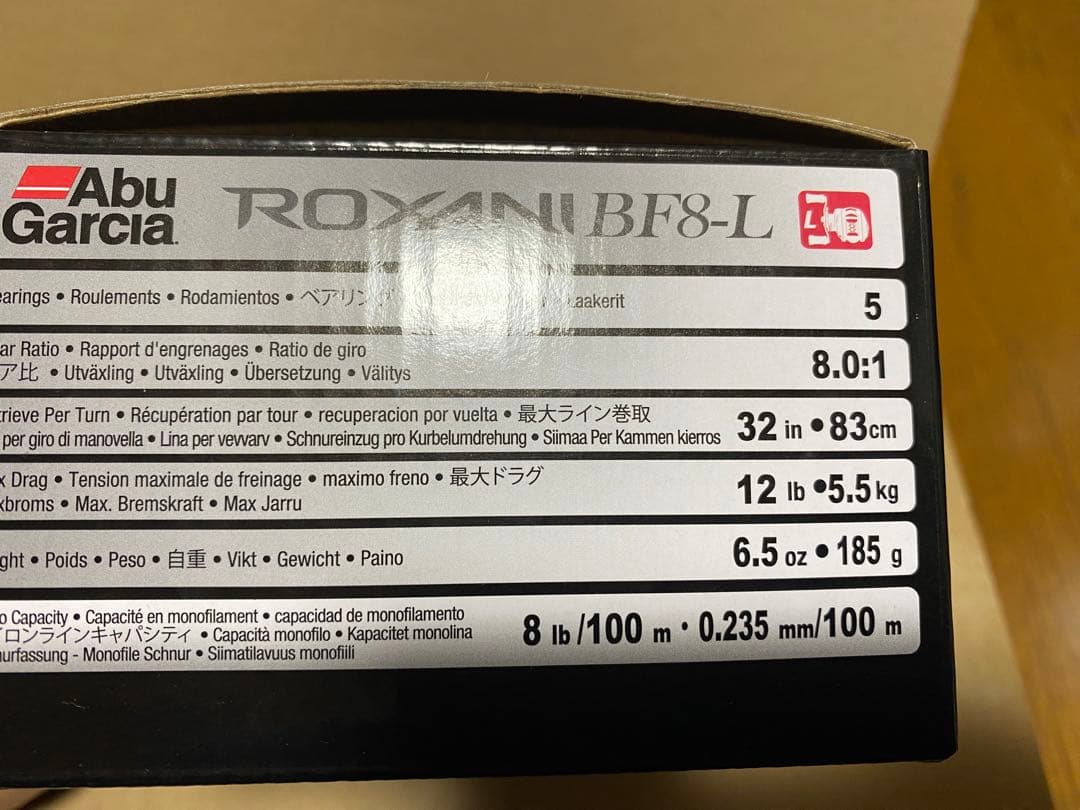 Abu
Garcia
ROXANI BF8-L
L
earings • Roulements • Rodamientos • ベアリング aakerit
5
ar Ratio • Rapport d'engrenages • Ratio de giro
ア比 • Utväxling • Utväxling • Übersetzung • Välitys
8.0:1
trieve Per Turn • Récupération par tour • recuperacion por vuelta • 最大ライン巻取
per giro di manovella • Lina per vevvarv • Schnureinzug pro Kurbelumdrehung • Siimaa Per Kammen kierros
32 in • 83cm
x Drag • Tension maximale de freinage • maximo freno • 最大ドラグ
xbroms • Max. Bremskraft • Max Jarru
12 lb •5.5kg
ght • Poids • Peso • 自重 • Vikt • Gewicht • Paino
6.5 oz • 185 g
o Capacity • Capacité en monofilament • capacidad de monofilamento
ロンラインキャパシティ • Capacità monofilo • Kapacitet monolina
urfassung - Monofile Schnur • Siimatilavuus monofiili
8 lb/100 m · 0.235 mm/100 m